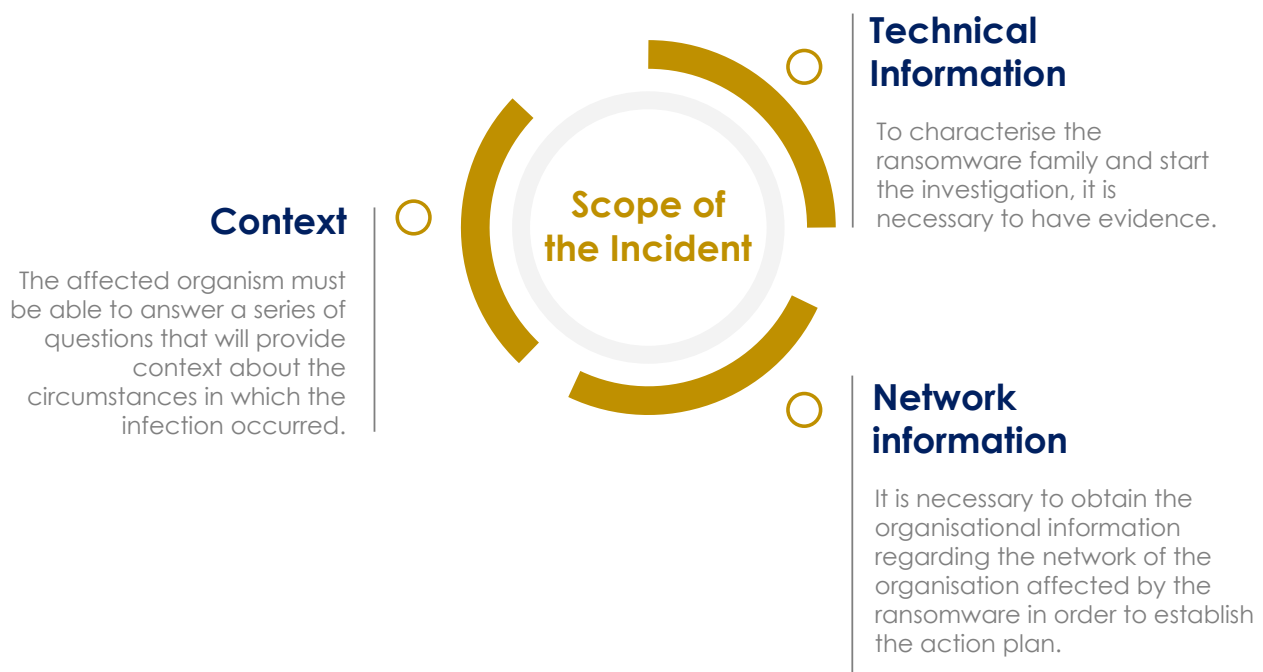 Scope of
the Incident
Technical
Information
To characterise the
ransomware family and start
the investigation, it is
necessary to have evidence.
Context
The affected organism must
be able to answer a series of
questions that will provide
context about the
circumstances in which the
infection occurred.
Network
information
It is necessary to obtain the
organisational information
regarding the network of the
organisation affected by the
ransomware in order to establish
the action plan.